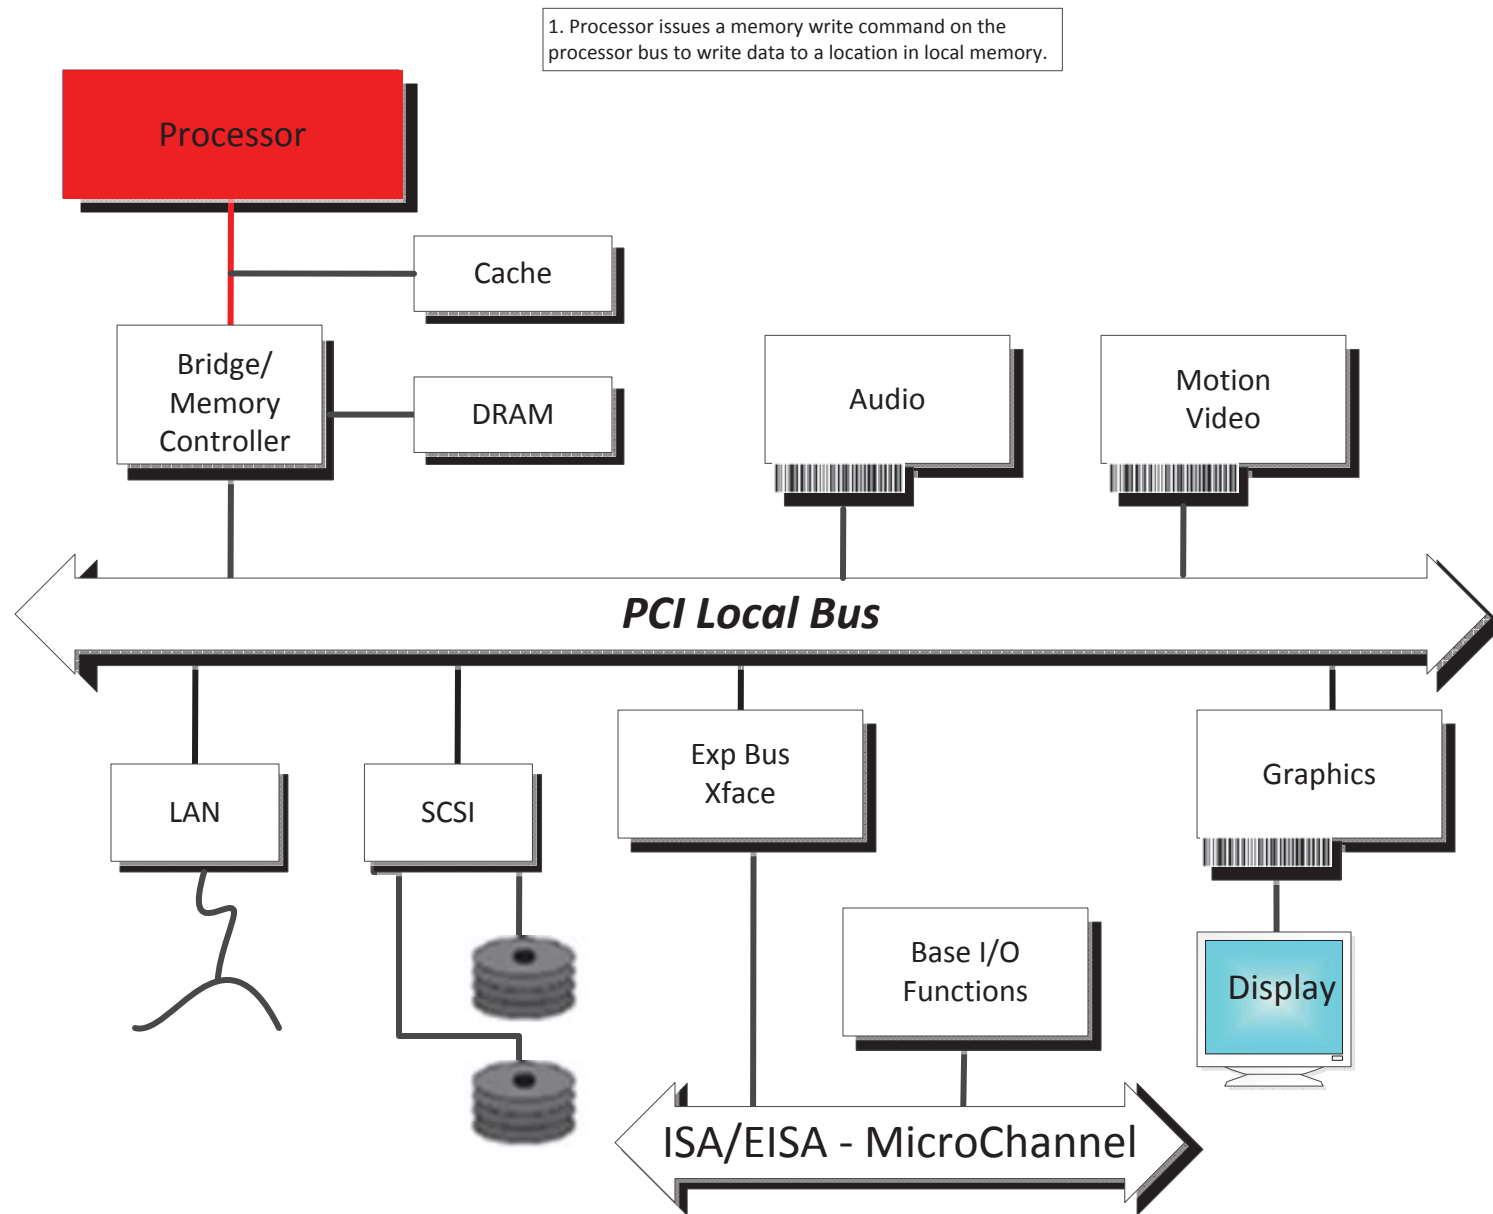 1. Processor issues a memory write command on the
processor bus to write data to a location in local memory.
Processor
Cache
Bridge/
Memory
Controller
DRAM
Audio
Motion
Video
PCI Local Bus
LAN
SCSI
Exp Bus
Xface
Graphics
Base I/O
Functions
Display
ISA/EISA - MicroChannel